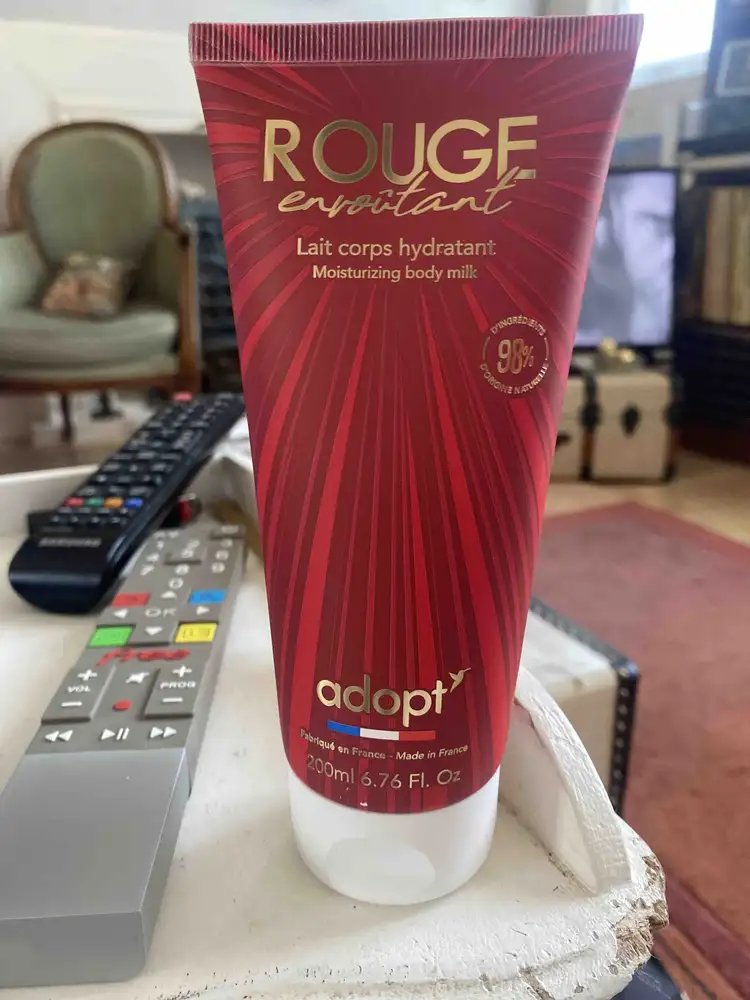 ROUGE
envoûtant
Lait corps hydratant
Moisturizing body milk
D'INGRÉDIENTS
98%
D'ORIGINE NATURELLE
adopt'
Fabriqué en France - Made in France
200ml 6.76 Fl. Oz
SAMSUNG
OK
Free
+ +
VOL PROG
- -